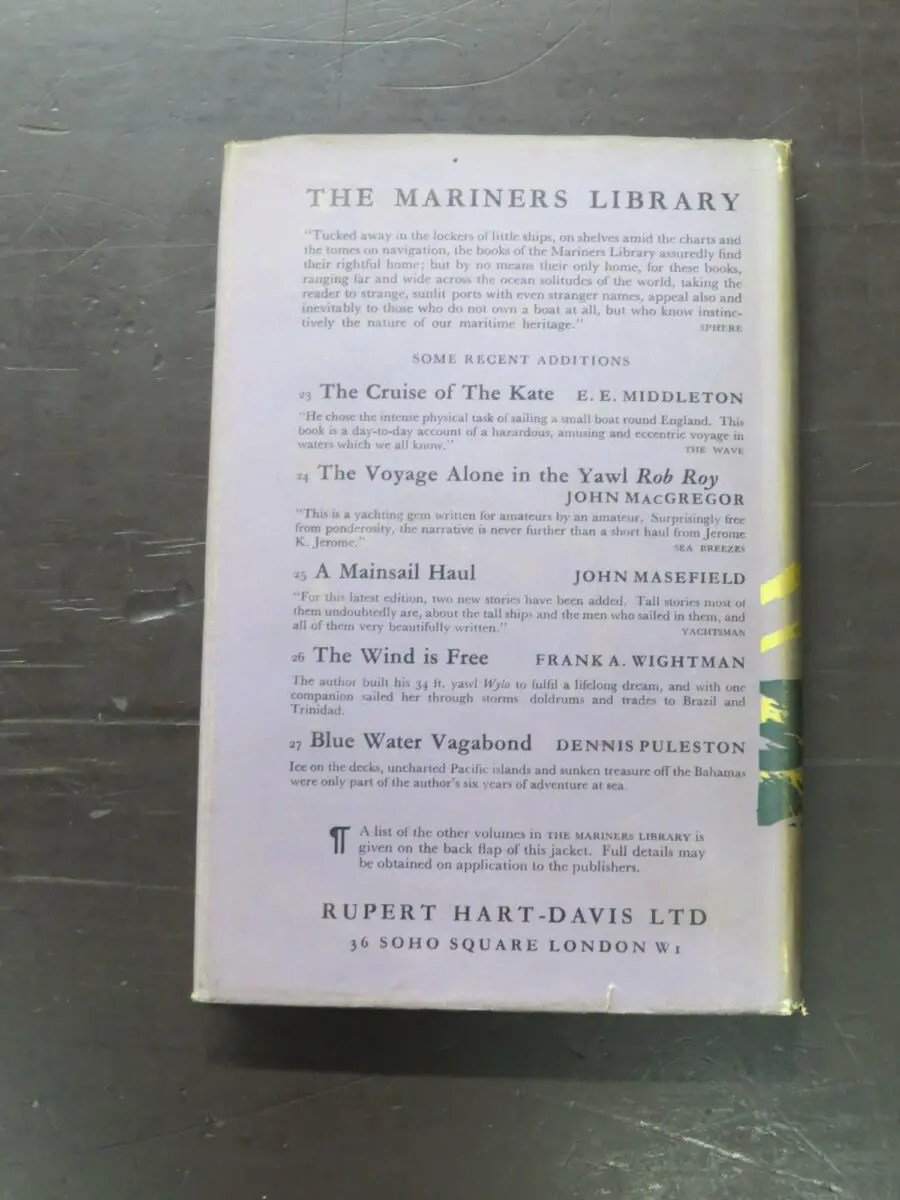 THE MARINERS LIBRARY
"Tucked away in the lockers of little ships, on shelves amid the charts and
the tomes on navigation, the books of the Mariners Library assuredly find
their rightful home; but by no means their only home, for these books,
ranging far and wide across the ocean solitudes of the world, taking the
reader to strange, sunlit ports with even stranger names, appeal also and
inevitably to those who do not own a boat at all, but who know instinc-
tively the nature of our maritime heritage." SPHERE
SOME RECENT ADDITIONS
23 The Cruise of The Kate E. E. MIDDLETON
"He chose the intense physical task of sailing a small boat round England. This
book is a day-to-day account of a hazardous, amusing and eccentric voyage in
waters which we all know." THE WAVE
24 The Voyage Alone in the Yawl Rob Roy
JOHN MACGREGOR
"This is a yachting gem written for amateurs by an amateur. Surprisingly free
from ponderosity, the narrative is never further than a short haul from Jerome
K. Jerome." SEA BREEZES
25 A Mainsail Haul JOHN MASEFIELD
"For this latest edition, two new stories have been added. Tall stories most of
them undoubtedly are, about the tall ships and the men who sailed in them, and
all of them very beautifully written." YACHTSMAN
26 The Wind is Free FRANK A. WIGHTMAN
The author built his 34 ft. yawl Wylo to fulfil a lifelong dream, and with one
companion sailed her through storms doldrums and trades to Brazil and
Trinidad.
27 Blue Water Vagabond DENNIS PULESTON
Ice on the decks, uncharted Pacific islands and sunken treasure off the Bahamas
were only part of the author's six years of adventure at sea.
¶ A list of the other volumes in THE MARINERS LIBRARY is
given on the back flap of this jacket. Full details may
be obtained on application to the publishers.
RUPERT HART-DAVIS LTD
36 SOHO SQUARE LONDON W1